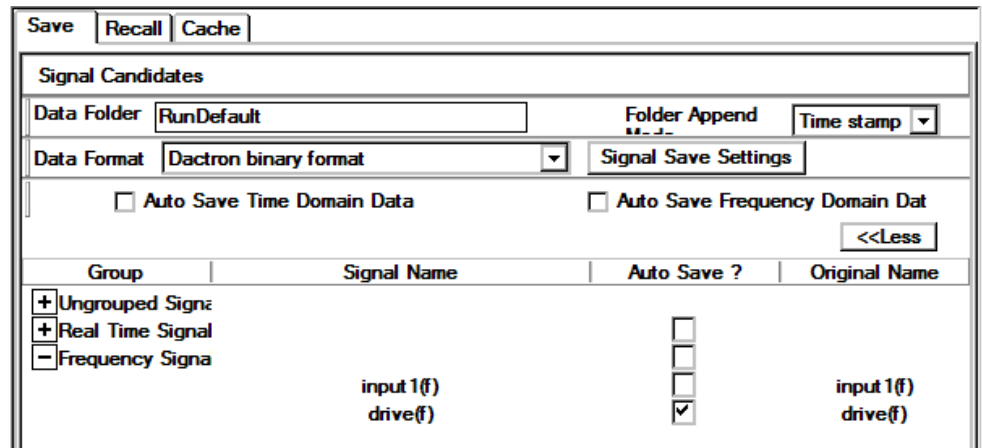 Save Recall Cache
Signal Candidates
Data Folder RunDefault Folder Append Time stamp
Data Format Dactron binary format Signal Save Settings
Auto Save Time Domain Data Auto Save Frequency Domain Dat
<<Less
Group Signal Name Auto Save ? Original Name
Ungrouped Signa
Real Time Signal
Frequency Signa
input1(f) input1(f)
drive(f) drive(f)